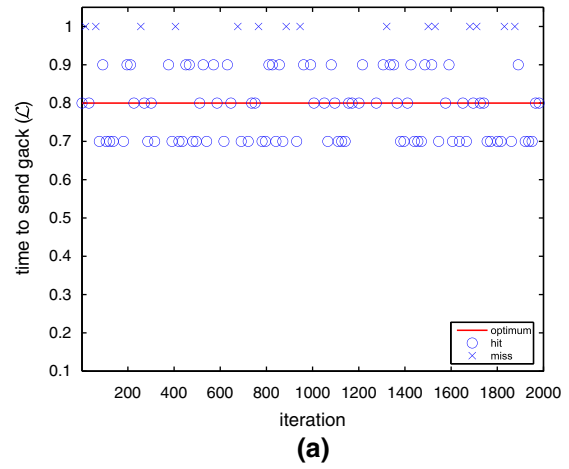 1
0.9
0.8
0.7
0.6
0.5
0.4
0.3
0.2
0.1
time to send gack (ℒ)
optimum
hit
miss
200 400 600 800 1000 1200 1400 1600 1800 2000
iteration
(a)